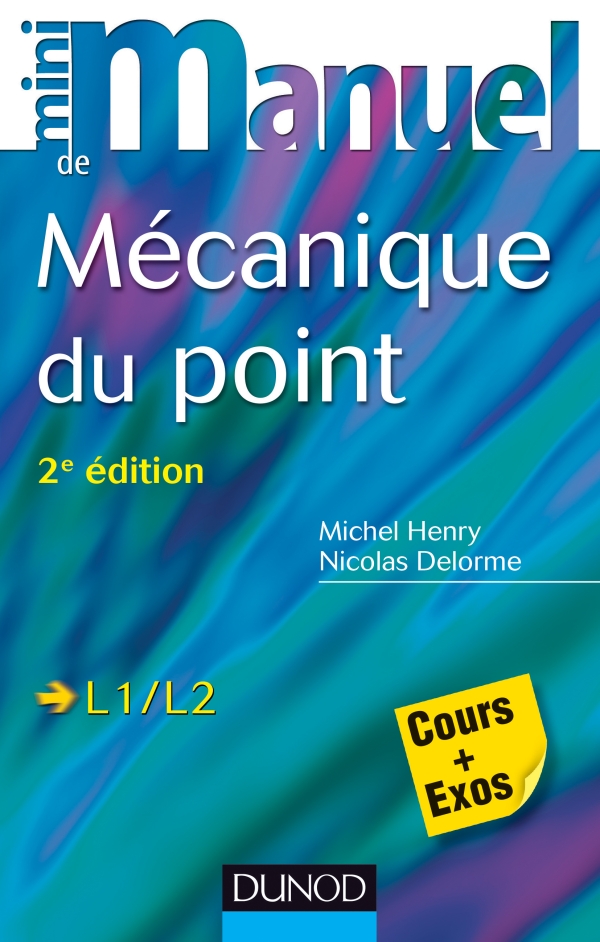 mini
manuel
de
Mécanique
du point
2e édition
Michel Henry
Nicolas Delorme
L1/L2
Cours
+
Exos
DUNOD